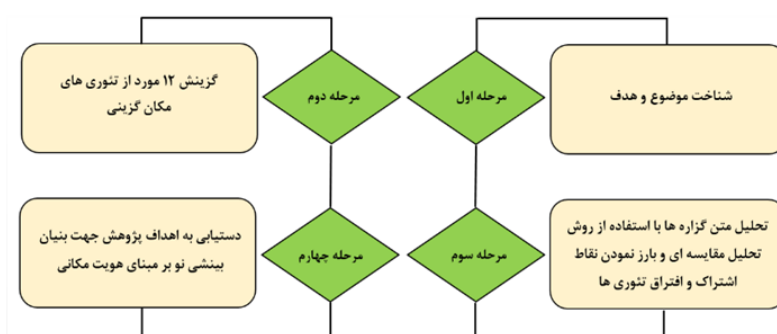 شناخت موضوع و هدف
مرحله اول
مرحله دوم
گزینش ۱۲ مورد از تئوری های
مکان گزینی
تحلیل متن گزاره ها با استفاده از روش
تحلیل مقایسه ای و بارز نمودن نقاط
اشتراک و افتراق تئوری ها
مرحله سوم
مرحله چهارم
دستیابی به اهداف پژوهش جهت بنیان
بینشی نو بر مبنای هویت مکانی